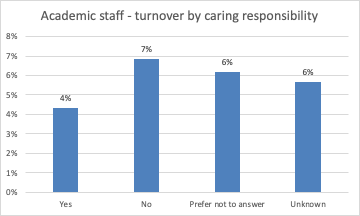 Academic staff - turnover by caring responsibility
8%
7%
6%
5%
4%
3%
2%
1%
0%
4%
7%
6%
6%
Yes
No
Prefer not to answer
Unknown